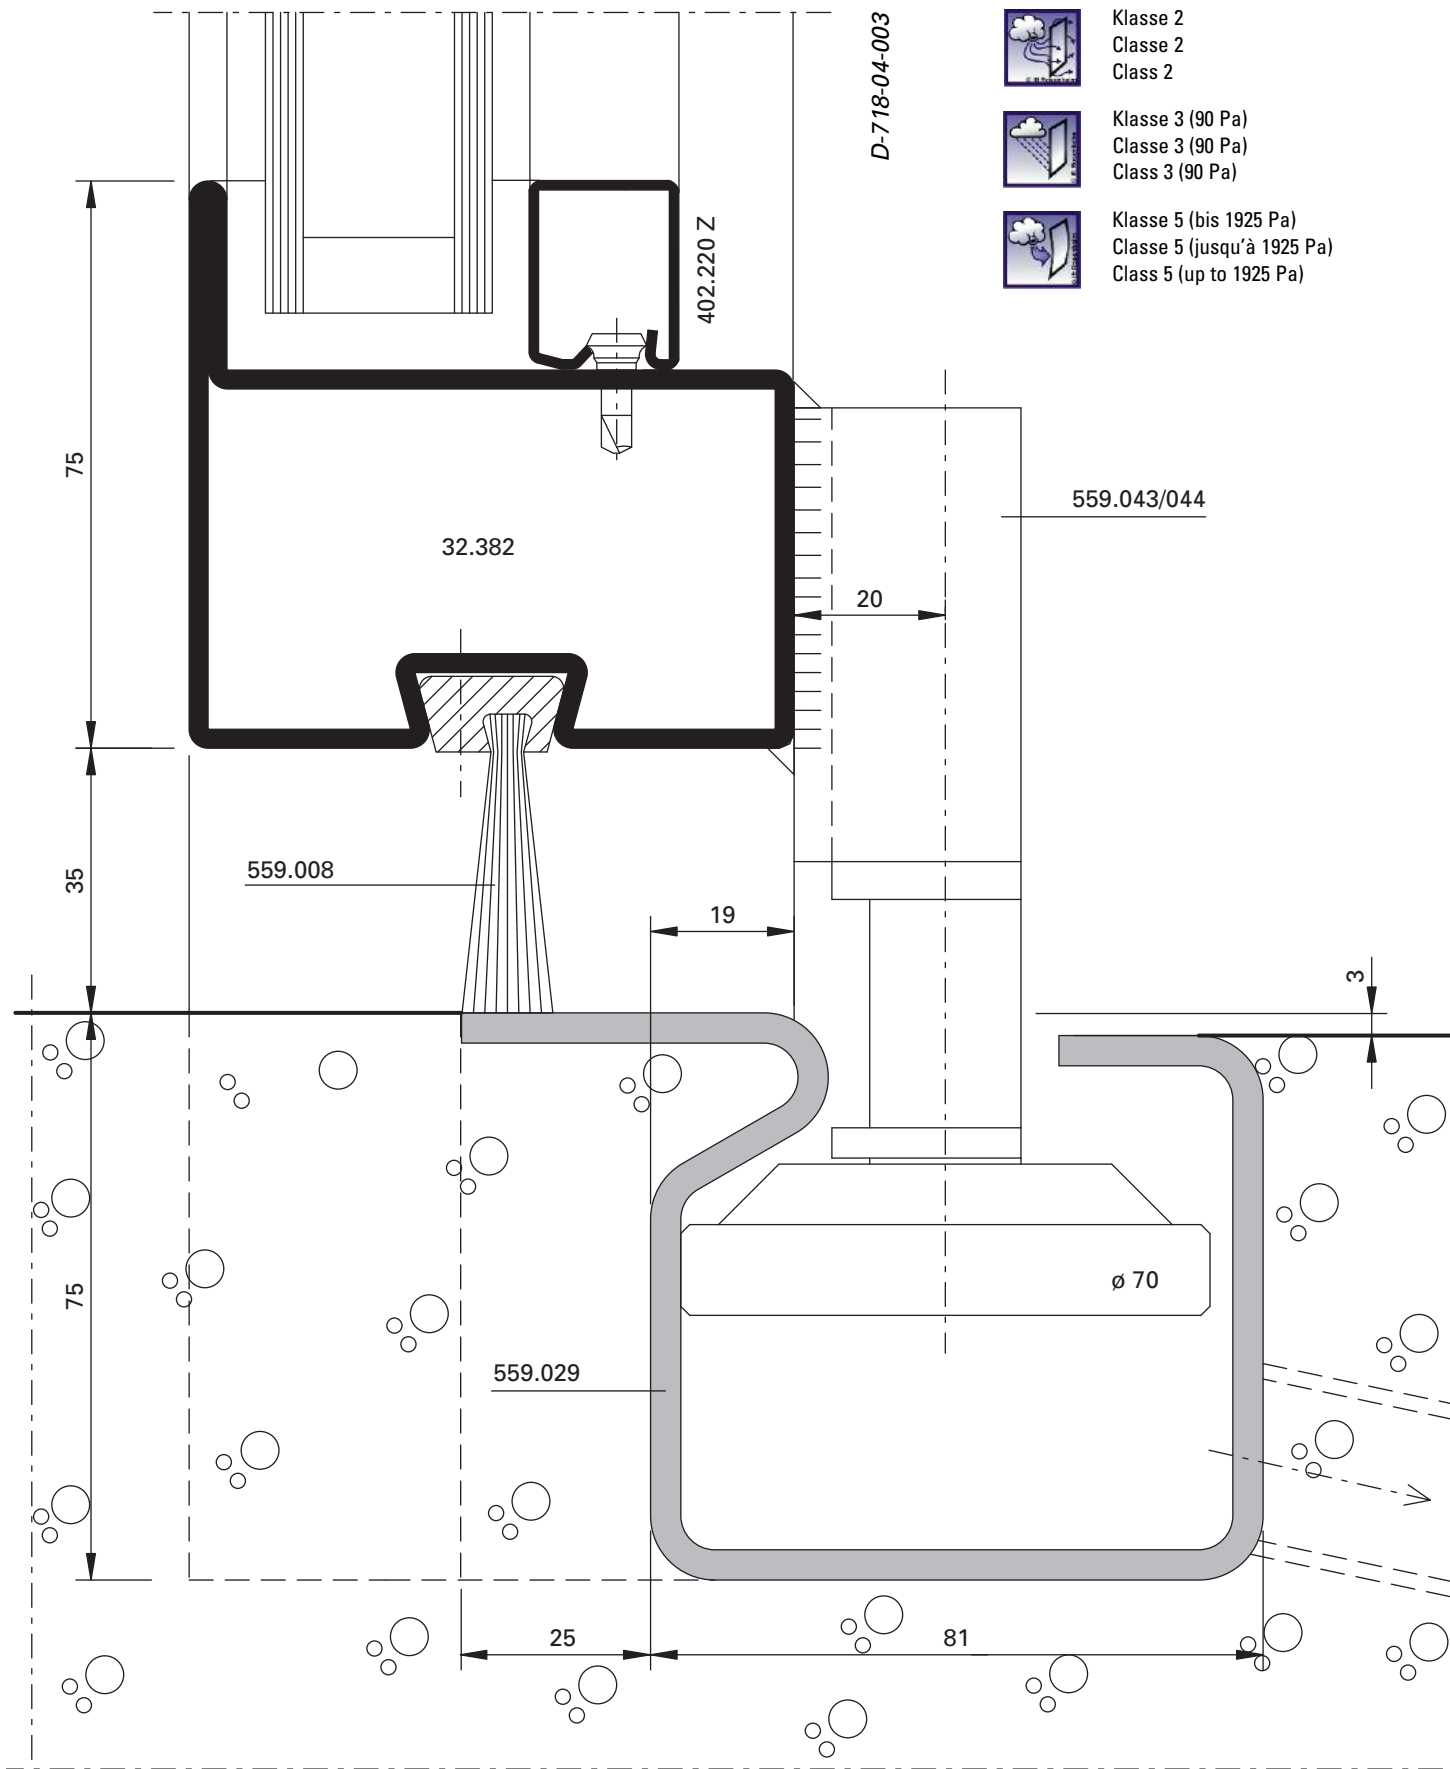 D-718-04-003
Klasse 2
Classe 2
Class 2
Klasse 3 (90 Pa)
Classe 3 (90 Pa)
Class 3 (90 Pa)
Klasse 5 (bis 1925 Pa)
Classe 5 (jusqu'à 1925 Pa)
Class 5 (up to 1925 Pa)
402.220 Z
75
559.043/044
32.382
20
35
559.008
19
3
75
ø 70
559.029
25
81